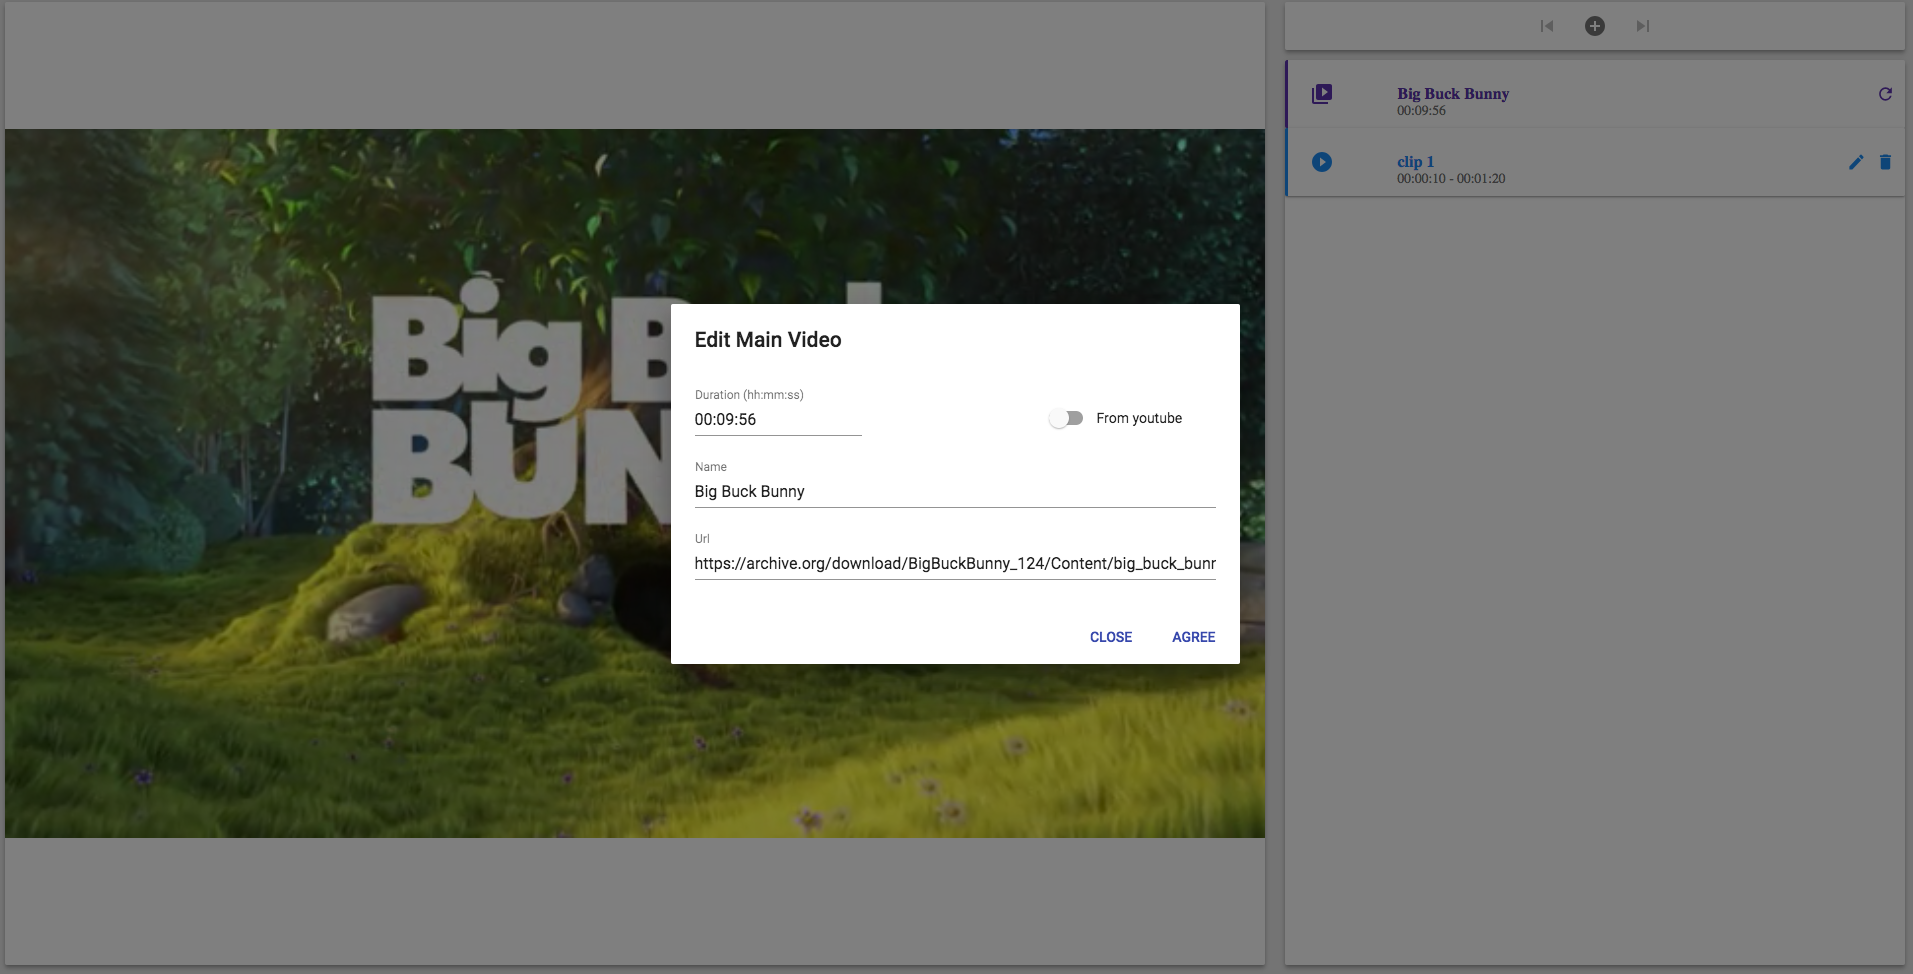 Big B
BUN
Big Buck Bunny
00:09:56
clip 1
00:00:10 - 00:01:20
Edit Main Video
Duration (hh:mm:ss)
00:09:56
From youtube
Name
Big Buck Bunny
Url
https://archive.org/download/BigBuckBunny_124/Content/big_buck_bunr
CLOSE
AGREE